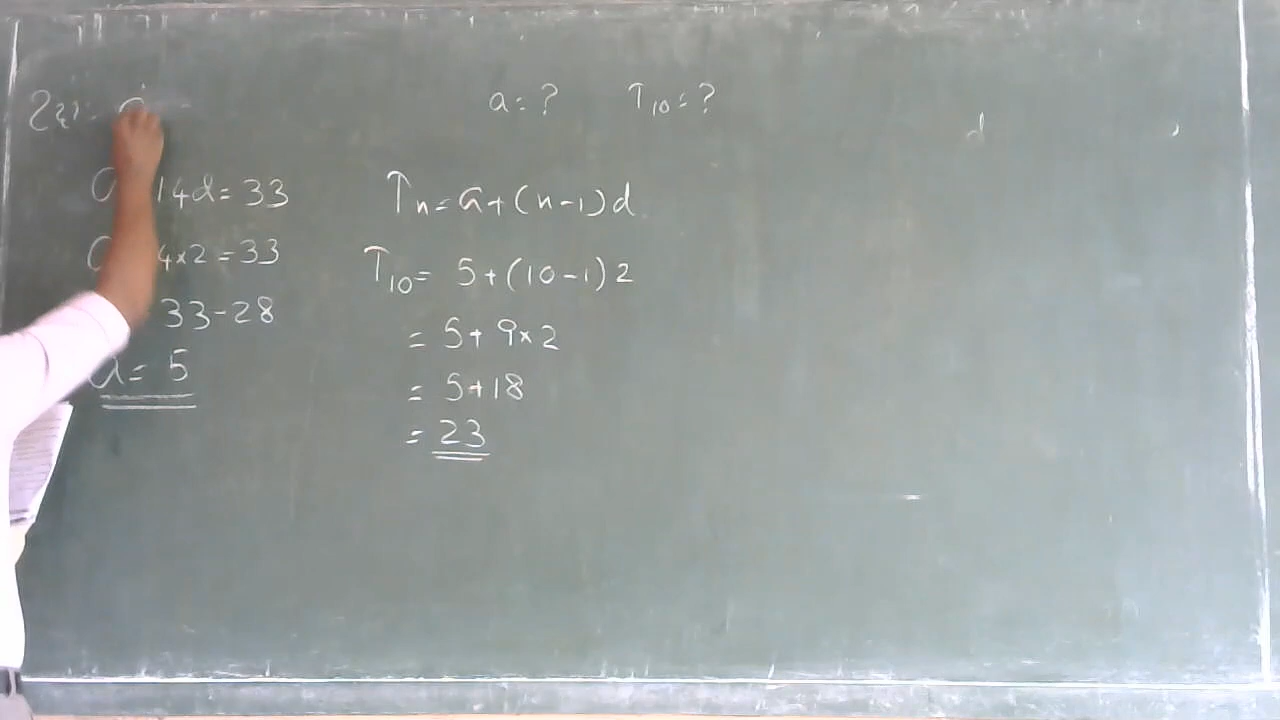 a = ? T10 = ?
14d = 33
4×2 = 33
33-28
a = 5
Tn = a+(n-1)d
T10 = 5+(10-1)2
= 5+ 9×2
= 5+18
= 23